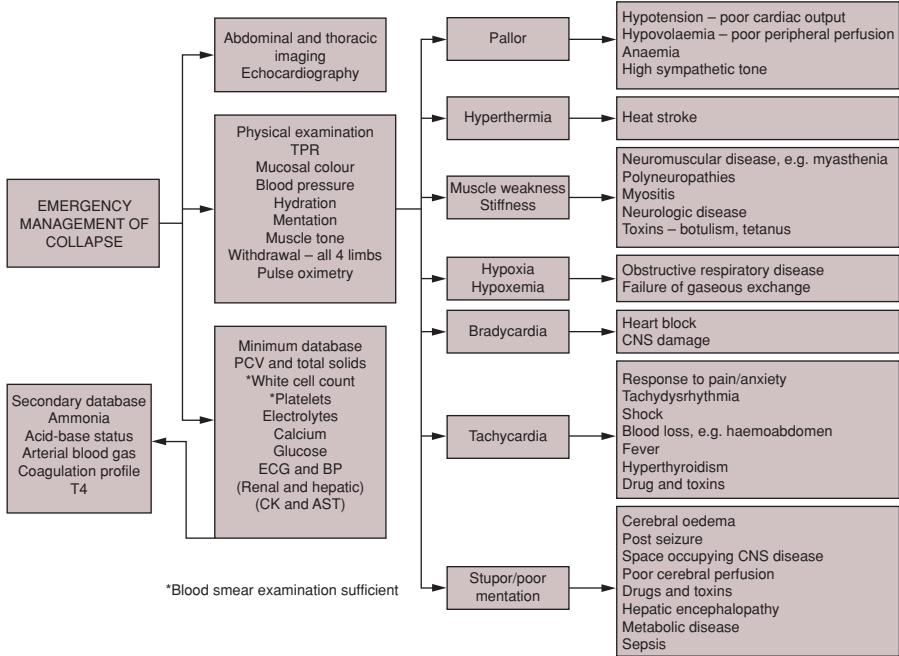 EMERGENCY
MANAGEMENT OF
COLLAPSE
Abdominal and thoracic
imaging
Echocardiography
Physical examination
TPR
Mucosal colour
Blood pressure
Hydration
Mentation
Muscle tone
Withdrawal – all 4 limbs
Pulse oximetry
Minimum database
PCV and total solids
*White cell count
*Platelets
Electrolytes
Calcium
Glucose
ECG and BP
(Renal and hepatic)
(CK and AST)
Secondary database
Ammonia
Acid-base status
Arterial blood gas
Coagulation profile
T4
*Blood smear examination sufficient
Pallor
Hypotension – poor cardiac output
Hypovolaemia – poor peripheral perfusion
Anaemia
High sympathetic tone
Hyperthermia
Heat stroke
Muscle weakness
Stiffness
Neuromuscular disease, e.g. myasthenia
Polyneuropathies
Myositis
Neurologic disease
Toxins – botulism, tetanus
Hypoxia
Hypoxemia
Obstructive respiratory disease
Failure of gaseous exchange
Bradycardia
Heart block
CNS damage
Tachycardia
Response to pain/anxiety
Tachydysrhythmia
Shock
Blood loss, e.g. haemoabdomen
Fever
Hyperthyroidism
Drug and toxins
Stupor/poor
mentation
Cerebral oedema
Post seizure
Space occupying CNS disease
Poor cerebral perfusion
Drugs and toxins
Hepatic encephalopathy
Metabolic disease
Sepsis